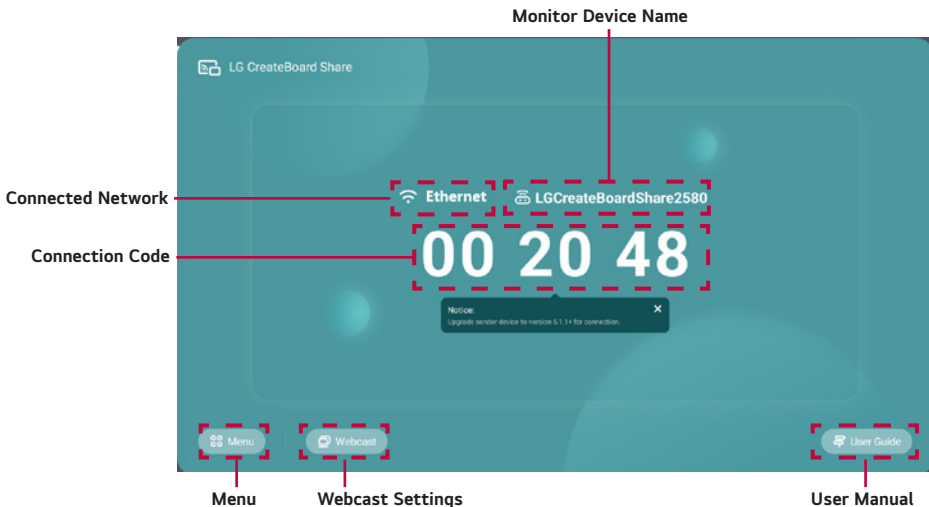 Monitor Device Name
LG CreateBoard Share
Connected Network
Ethernet
LGCreateBoardShare2580
Connection Code
00 20 48
Notice:
Upgrade sender device to version 5.1.1+ for connection.
Menu
Webcast
User Guide
Menu
Webcast Settings
User Manual